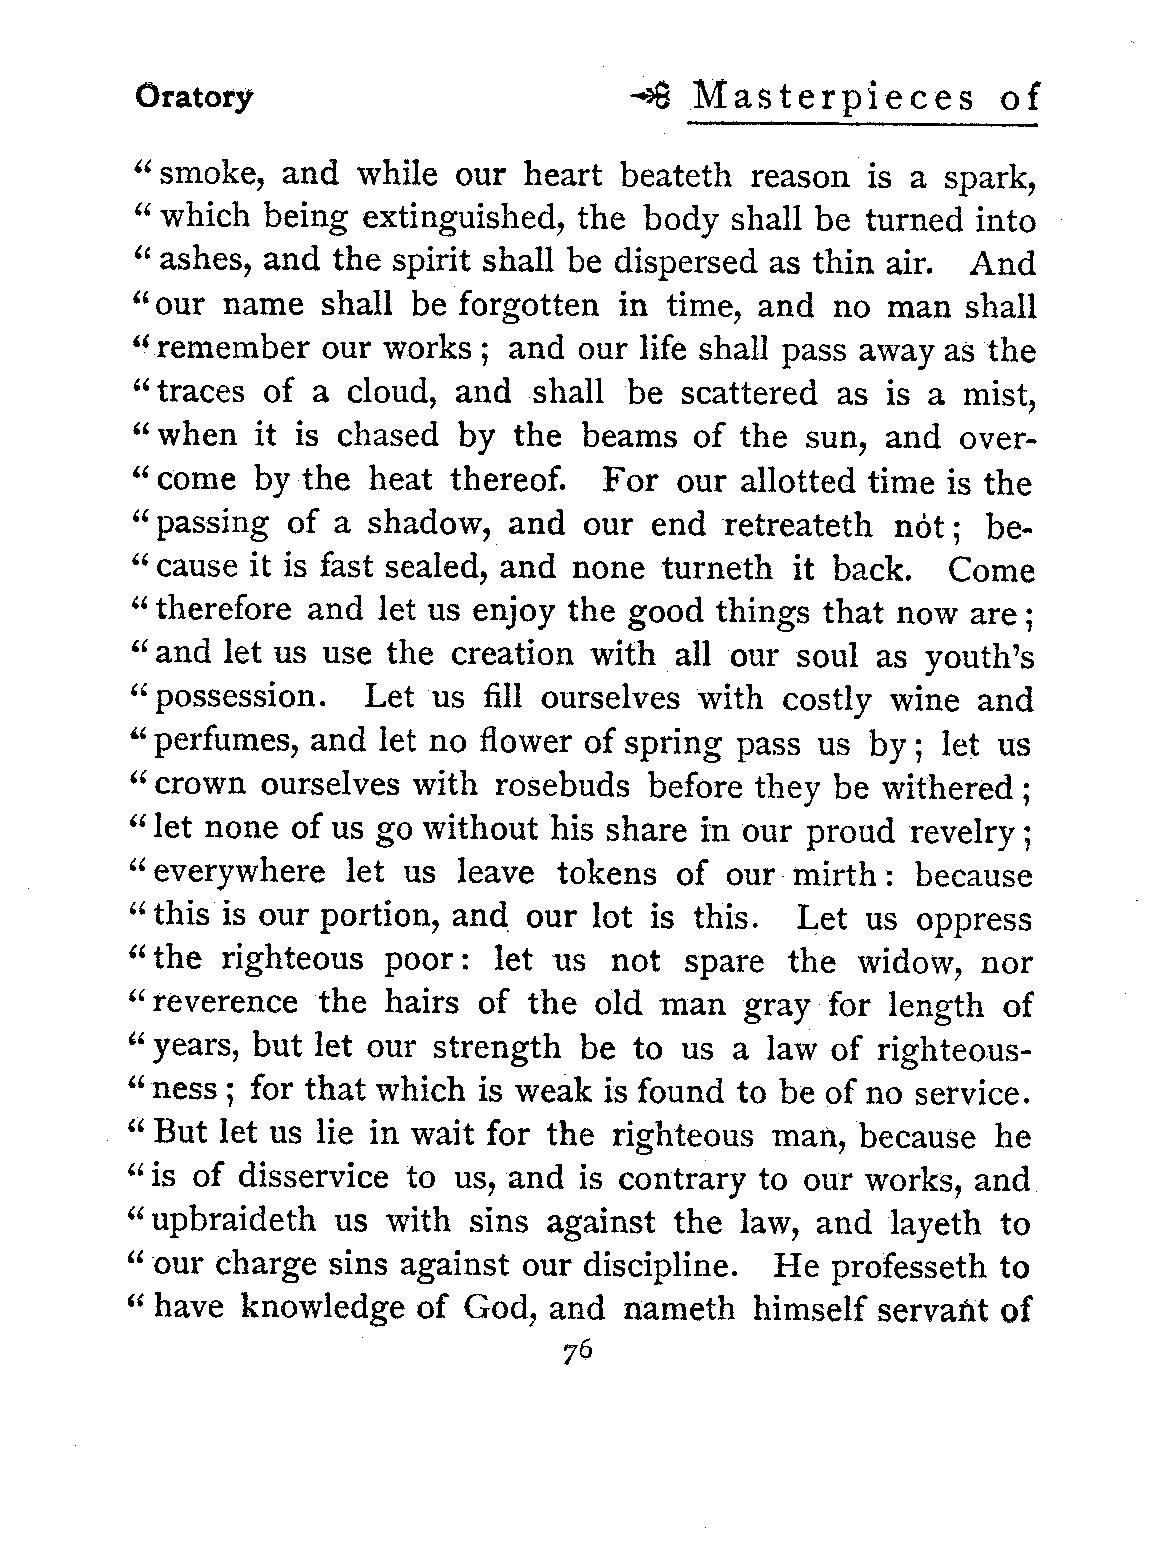 Oratory Masterpieces of
“ smoke, and while our heart beateth reason is a spark,
“ which being extinguished, the body shall be turned into
“ ashes, and the spirit shall be dispersed as thin air. And
“ our name shall be forgotten in time, and no man shall
“ remember our works ; and our life shall pass away as the
“ traces of a cloud, and shall be scattered as is a mist,
“ when it is chased by the beams of the sun, and over-
“ come by the heat thereof. For our allotted time is the
“ passing of a shadow, and our end retreateth not ; be-
“ cause it is fast sealed, and none turneth it back. Come
“ therefore and let us enjoy the good things that now are ;
“ and let us use the creation with all our soul as youth’s
“ possession. Let us fill ourselves with costly wine and
“ perfumes, and let no flower of spring pass us by ; let us
“ crown ourselves with rosebuds before they be withered ;
“ let none of us go without his share in our proud revelry ;
“ everywhere let us leave tokens of our mirth : because
“ this is our portion, and our lot is this. Let us oppress
“ the righteous poor : let us not spare the widow, nor
“ reverence the hairs of the old man gray for length of
“ years, but let our strength be to us a law of righteous-
“ ness ; for that which is weak is found to be of no service.
“ But let us lie in wait for the righteous man, because he
“ is of disservice to us, and is contrary to our works, and
“ upbraideth us with sins against the law, and layeth to
“ our charge sins against our discipline. He professeth to
“ have knowledge of God, and nameth himself servant of
76